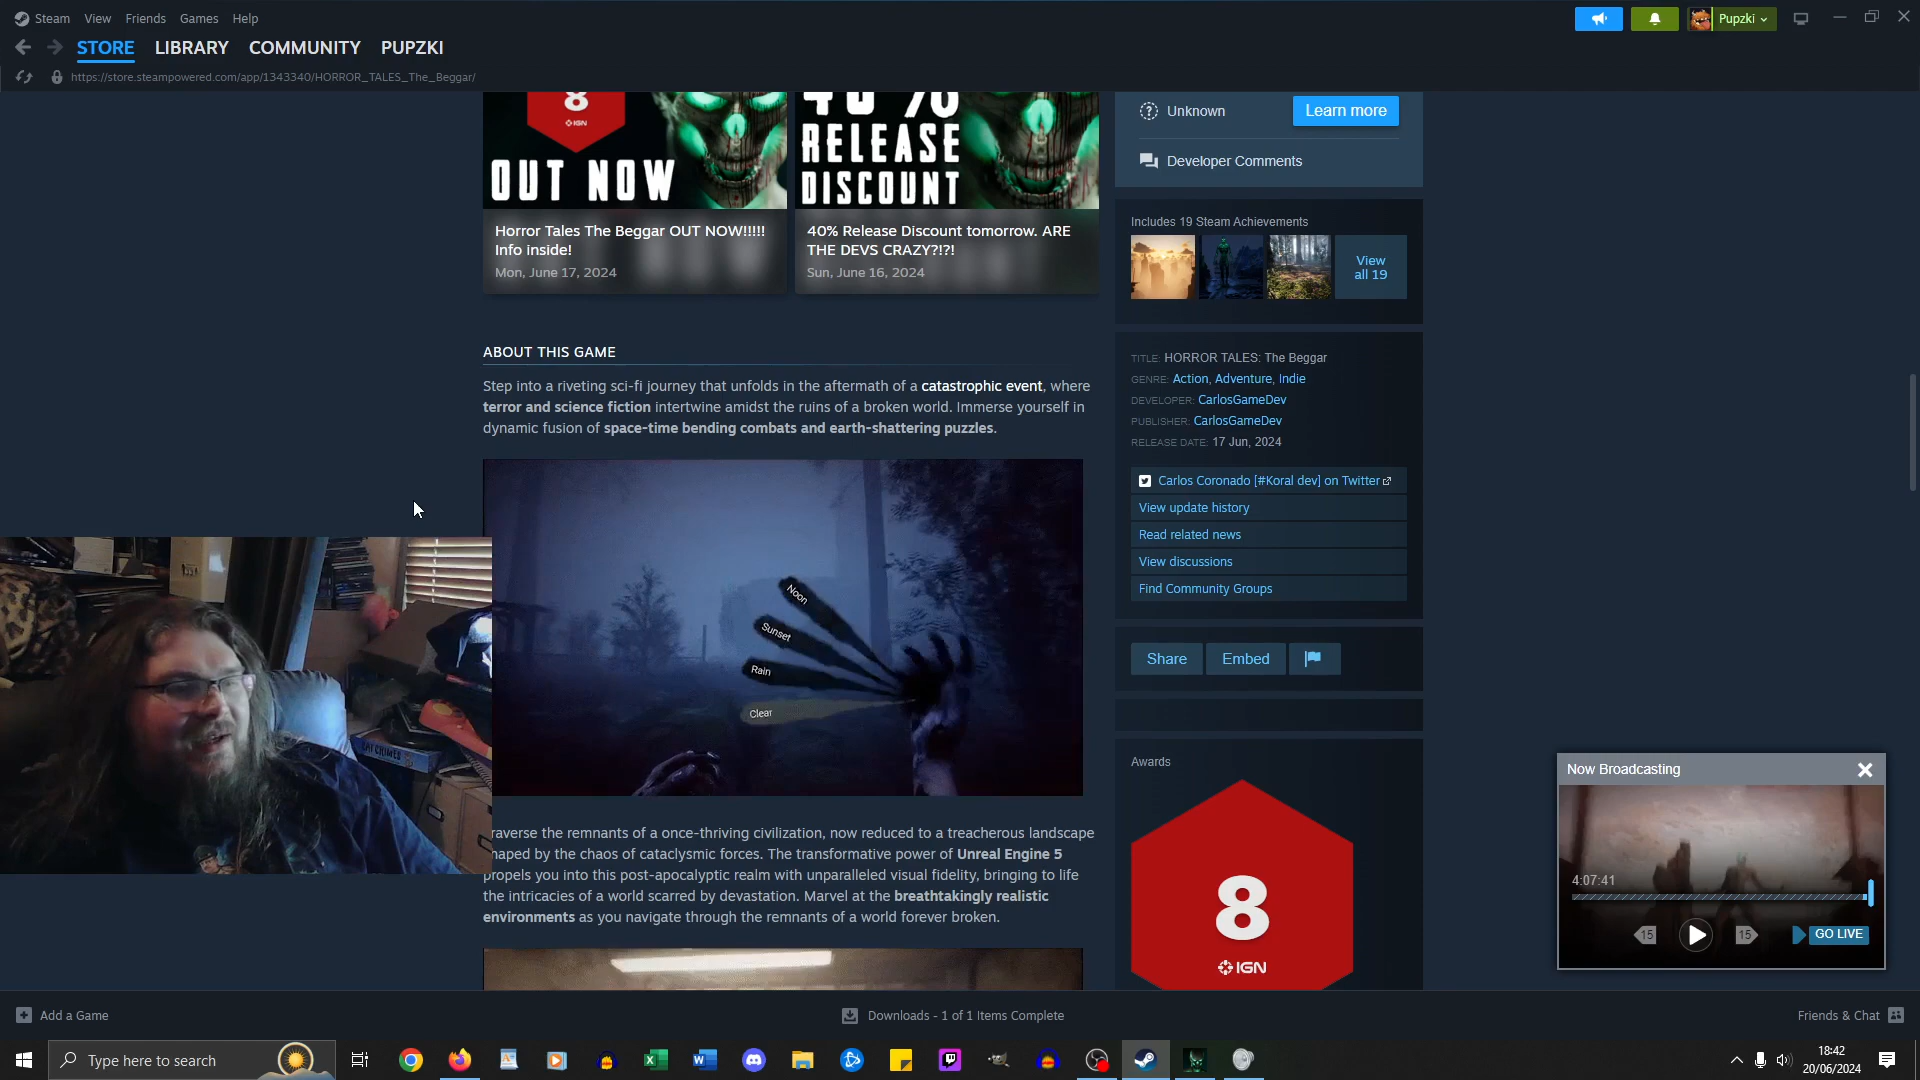 Steam View Friends Games Help
Pupzki
STORE LIBRARY COMMUNITY PUPZKI
https://store.steampowered.com/app/1343340/HORROR_TALES_The_Beggar/
8
IGN
OUT NOW
40%
RELEASE
DISCOUNT
Horror Tales The Beggar OUT NOW!!!!!
Info inside!
Mon, June 17, 2024
40% Release Discount tomorrow. ARE
THE DEVS CRAZY?!?!
Sun, June 16, 2024
Unknown
Learn more
Developer Comments
Includes 19 Steam Achievements
View
all 19
ABOUT THIS GAME
Step into a riveting sci-fi journey that unfolds in the aftermath of a catastrophic event, where
terror and science fiction intertwine amidst the ruins of a broken world. Immerse yourself in
dynamic fusion of space-time bending combats and earth-shattering puzzles.
TITLE: HORROR TALES: The Beggar
GENRE: Action, Adventure, Indie
DEVELOPER: CarlosGameDev
PUBLISHER: CarlosGameDev
RELEASE DATE: 17 Jun, 2024
Carlos Coronado [#Koral dev] on Twitter
View update history
Read related news
View discussions
Find Community Groups
Noon
Sunset
Rain
Clear
Share
Embed
raverse the remnants of a once-thriving civilization, now reduced to a treacherous landscape
haped by the chaos of cataclysmic forces. The transformative power of Unreal Engine 5
propels you into this post-apocalyptic realm with unparalleled visual fidelity, bringing to life
the intricacies of a world scarred by devastation. Marvel at the breathtakingly realistic
environments as you navigate through the remnants of a world forever broken.
Awards
8
IGN
Now Broadcasting
4:07:41
15
15
GO LIVE
Add a Game
Downloads - 1 of 1 Items Complete
Friends & Chat
Type here to search
18:42
20/06/2024